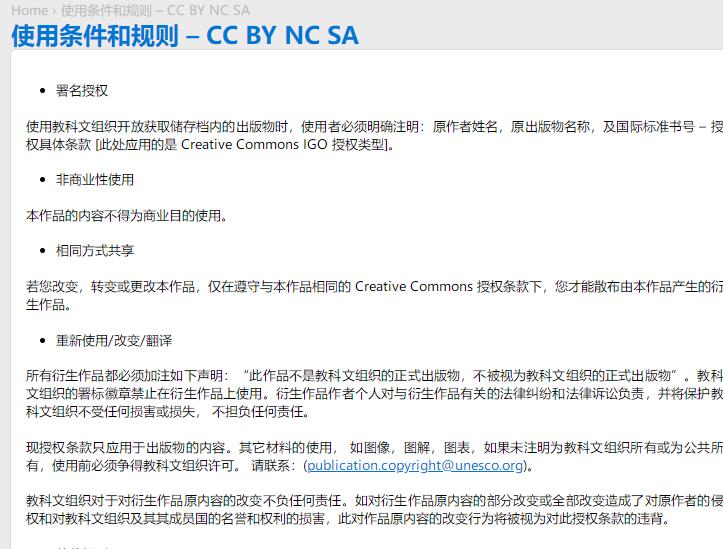 Home › 使用条件和规则 – CC BY NC SA
使用条件和规则 – CC BY NC SA
• 署名授权
使用教科文组织开放获取储存档内的出版物时，使用者必须明确注明：原作者姓名，原出版物名称，及国际标准书号 – 授
权具体条款 [此处应用的是 Creative Commons IGO 授权类型]。
• 非商业性使用
本作品的内容不得为商业目的使用。
• 相同方式共享
若您改变，转变或更改本作品，仅在遵守与本作品相同的 Creative Commons 授权条款下，您才能散布由本作品产生的衍
生作品。
• 重新使用/改变/翻译
所有衍生作品都必须加注如下声明：“此作品不是教科文组织的正式出版物，不被视为教科文组织的正式出版物”。教科
文组织的署标徽章禁止在衍生作品上使用。衍生作品作者个人对与衍生作品有关的法律纠纷和法律诉讼负责，并将保护教
科文组织不受任何损害或损失， 不担负任何责任。
现授权条款只应用于出版物的内容。其它材料的使用， 如图像，图解，图表，如果未注明为教科文组织所有或为公共所
有，使用前必须争得教科文组织许可。 请联系：(publication.copyright@unesco.org)。
教科文组织对于对衍生作品原内容的改变不负任何责任。如对衍生作品原内容的部分改变或全部改变造成了对原作者的侵
权和对教科文组织及其其成员国的名誉和权利的损害，此对作品原内容的改变行为将被视为对此授权条款的违背。